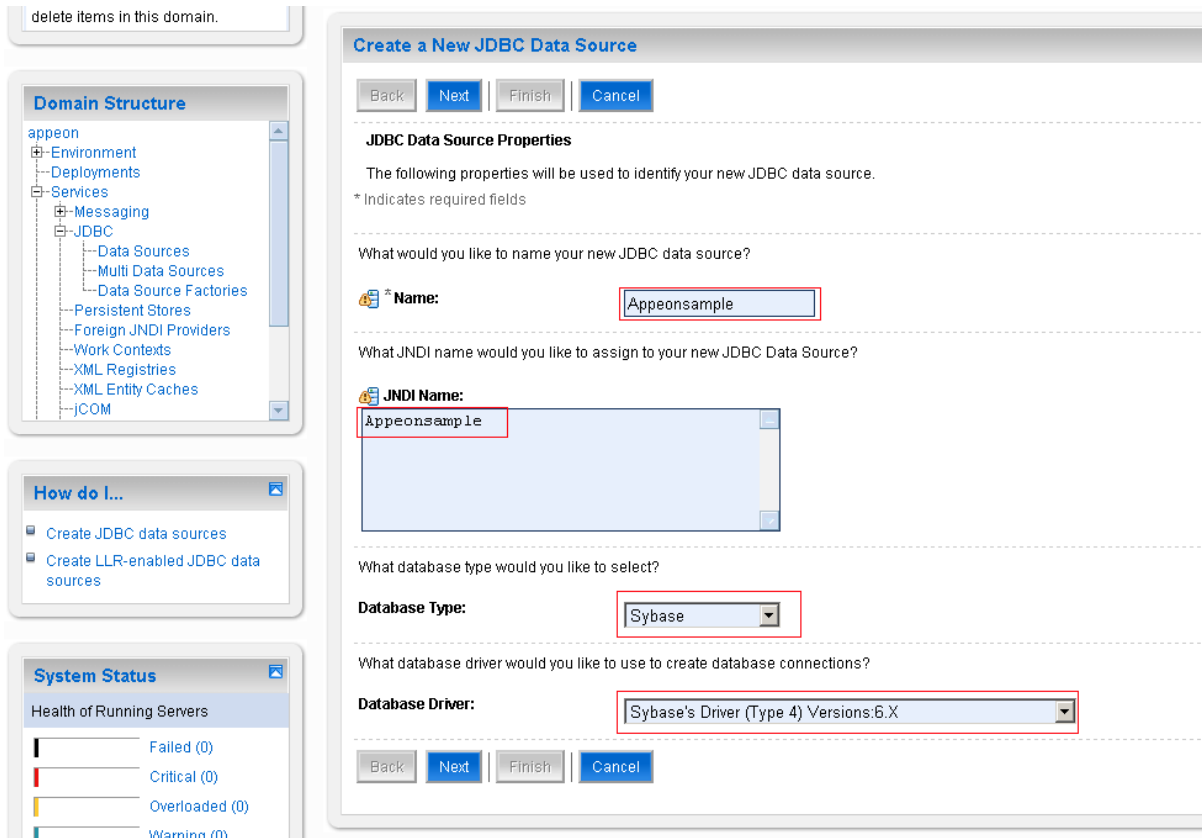 delete items in this domain.
Domain Structure
appeon
Environment
Deployments
Services
Messaging
JDBC
Data Sources
Multi Data Sources
Data Source Factories
Persistent Stores
Foreign JNDI Providers
Work Contexts
XML Registries
XML Entity Caches
jCOM
How do I...
Create JDBC data sources
Create LLR-enabled JDBC data
sources
System Status
Health of Running Servers
Failed (0)
Critical (0)
Overloaded (0)
Warning (0)
Create a New JDBC Data Source
Back Next Finish Cancel
JDBC Data Source Properties
The following properties will be used to identify your new JDBC data source.
* Indicates required fields
What would you like to name your new JDBC data source?
* Name: Appeonsample
What JNDI name would you like to assign to your new JDBC Data Source?
JNDI Name:
Appeonsample
What database type would you like to select?
Database Type: Sybase
What database driver would you like to use to create database connections?
Database Driver: Sybase's Driver (Type 4) Versions:6.X
Back Next Finish Cancel